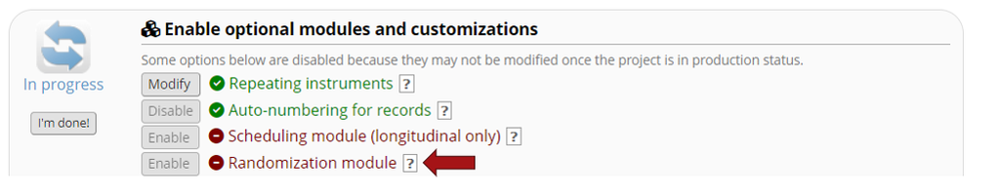 Enable optional modules and customizations
Some options below are disabled because they may not be modified once the project is in production status.
In progress
I'm done!
Modify Repeating instruments ?
Disable Auto-numbering for records ?
Enable Scheduling module (longitudinal only) ?
Enable Randomization module ?